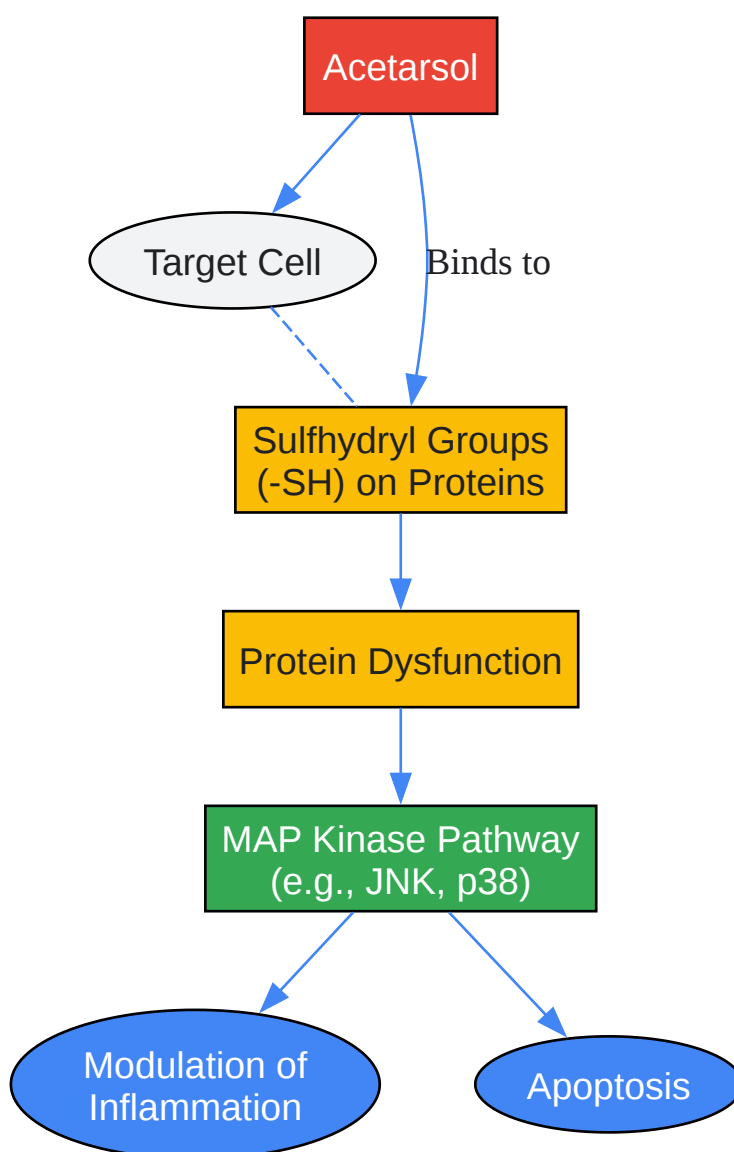 Acetarsol
Target Cell
Binds to
Sulfhydryl Groups
(-SH) on Proteins
Protein Dysfunction
MAP Kinase Pathway
(e.g., JNK, p38)
Modulation of
Inflammation
Apoptosis